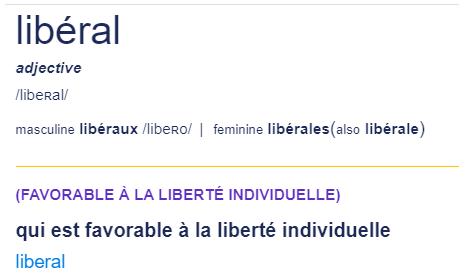 libéral
adjective
/libeʀal/
masculine libéraux /libeʀo/ | feminine libérales(also libérale)
(FAVORABLE À LA LIBERTÉ INDIVIDUELLE)
qui est favorable à la liberté individuelle
liberal